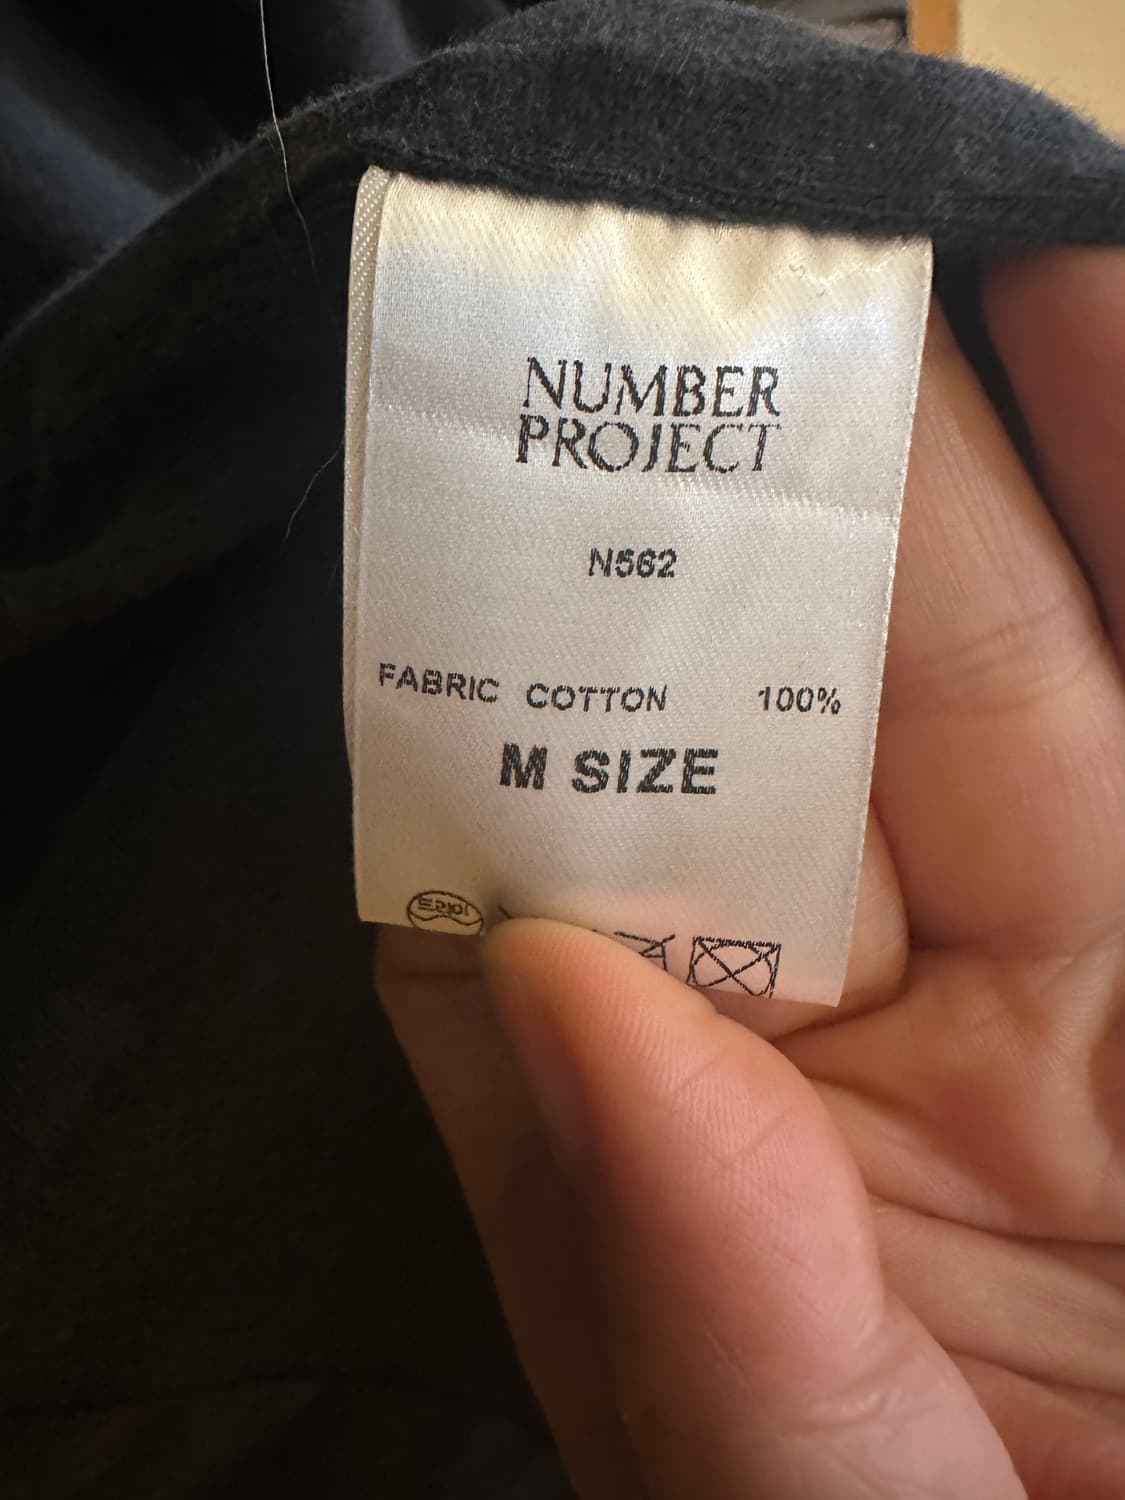 NUMBER
PROJECT
N562
FABRIC COTTON 100%
M SIZE